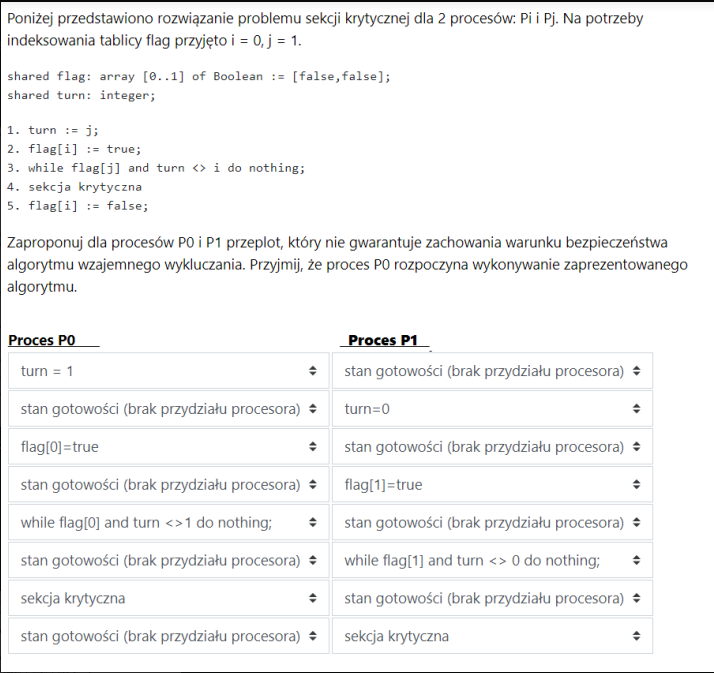 Poniżej przedstawiono rozwiązanie problemu sekcji krytycznej dla 2 procesów: Pi i Pj. Na potrzeby
indeksowania tablicy flag przyjęto i = 0, j = 1.
shared flag: array [0..1] of Boolean := [false,false];
shared turn: integer;
1. turn := j;
2. flag[i] := true;
3. while flag[j] and turn <> i do nothing;
4. sekcja krytyczna
5. flag[i] := false;
Zaproponuj dla procesów P0 i P1 przeplot, który nie gwarantuje zachowania warunku bezpieczeństwa
algorytmu wzajemnego wykluczania. Przyjmij, że proces P0 rozpoczyna wykonywanie zaprezentowanego
algorytmu.
Proces P0 Proces P1
turn = 1 stan gotowości (brak przydziału procesora)
stan gotowości (brak przydziału procesora) turn=0
flag[0]=true stan gotowości (brak przydziału procesora)
stan gotowości (brak przydziału procesora) flag[1]=true
while flag[0] and turn <>1 do nothing; stan gotowości (brak przydziału procesora)
stan gotowości (brak przydziału procesora) while flag[1] and turn <> 0 do nothing;
sekcja krytyczna stan gotowości (brak przydziału procesora)
stan gotowości (brak przydziału procesora) sekcja krytyczna